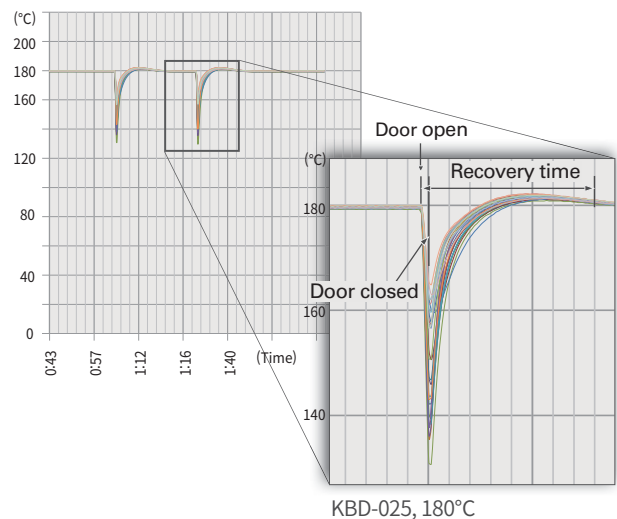 (°C)
200
180
160
120
80
40
0
0:43
0:57
1:12
1:16
1:40
(Time)
Door open
(°C)
Recovery time
180
Door closed
160
140
KBD-025, 180°C